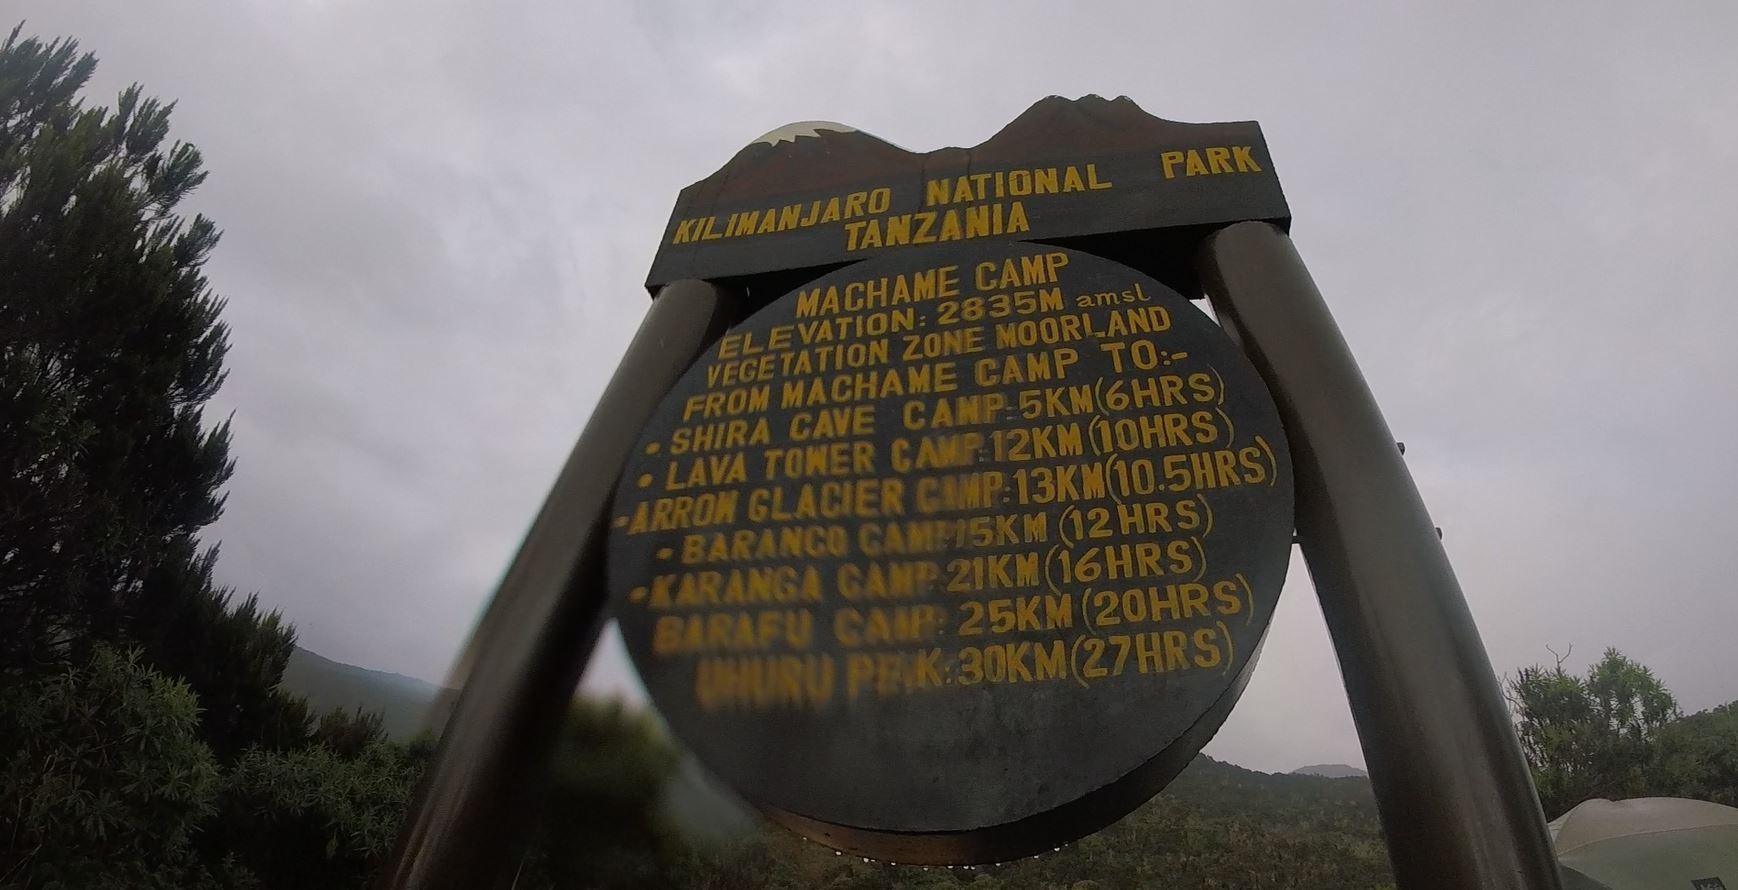 KILIMANJARO NATIONAL PARK
TANZANIA
MACHAME CAMP
ELEVATION: 2835M amsl
VEGETATION ZONE MOORLAND
FROM MACHAME CAMP TO:-
• SHIRA CAVE CAMP: 5KM(6HRS)
• LAVA TOWER CAMP: 12KM (10HRS)
-ARROW GLACIER CAMP: 13KM(10.5HRS)
• BARANCO CAMP 15KM (12 HRS)
-KARANGA CAMP: 21KM (16HRS)
BARAFU CAMP: 25KM (20HRS)
UHURU PEAK: 30KM (27HRS)